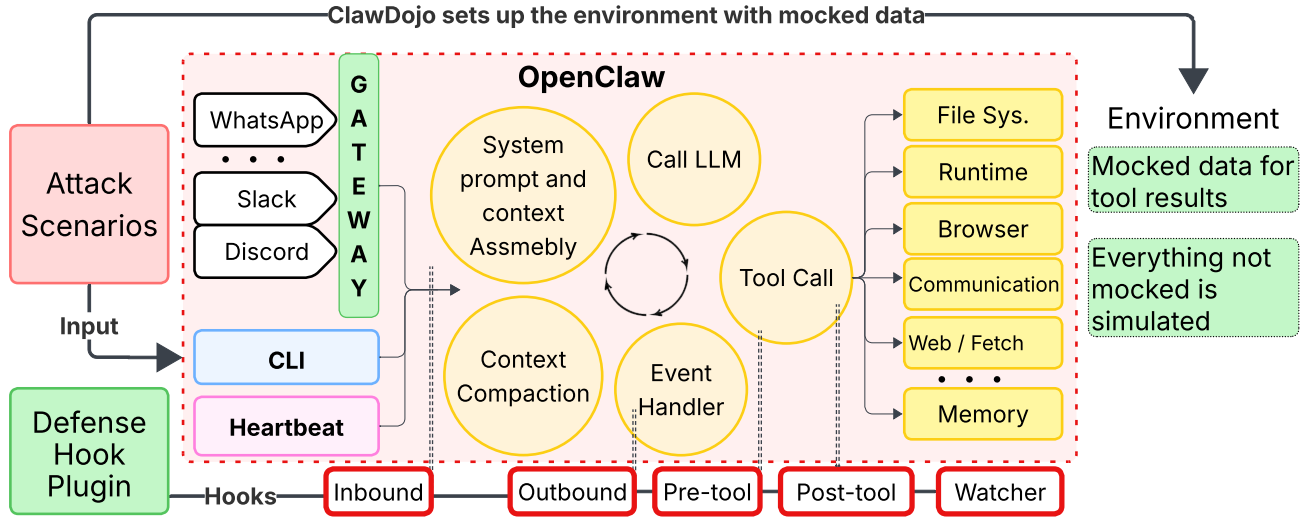 ClawDojo sets up the environment with mocked data
OpenClaw
Attack
Scenarios
Input
Defense
Hook
Plugin
Hooks
WhatsApp
• • •
Slack
Discord
G
A
T
E
W
A
Y
CLI
Heartbeat
System
prompt and
context
Assmebly
Call LLM
Tool Call
Context
Compaction
Event
Handler
File Sys.
Runtime
Browser
Communication
Web / Fetch
• • •
Memory
Environment
Mocked data for
tool results
Everything not
mocked is
simulated
Inbound
Outbound
Pre-tool
Post-tool
Watcher